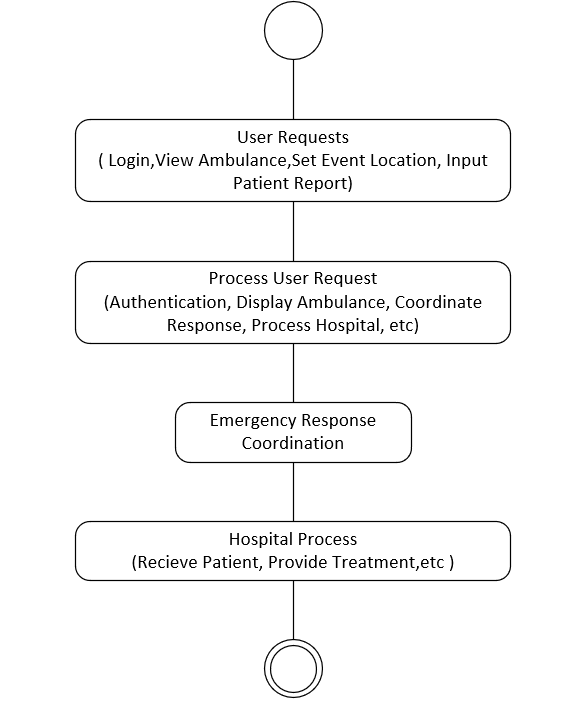 User Requests
( Login,View Ambulance,Set Event Location, Input
Patient Report)
Process User Request
(Authentication, Display Ambulance, Coordinate
Response, Process Hospital, etc)
Emergency Response
Coordination
Hospital Process
(Recieve Patient, Provide Treatment,etc )